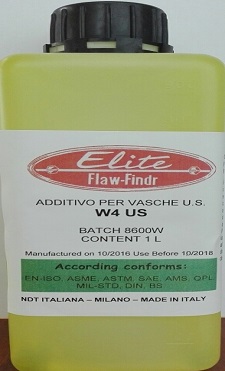 Elite
Flaw-Findr
ADDITIVO PER VASCHE U.S.
W4 US
BATCH 8600W
CONTENT 1 L
Manufactured on 10/2016 Use Before 10/2018
According conforms:
EN-ISO, ASME, ASTM, SAE, AMS, QPL
MIL-STD, DIN, BS
NDT ITALIANA – MILANO – MADE IN ITALY